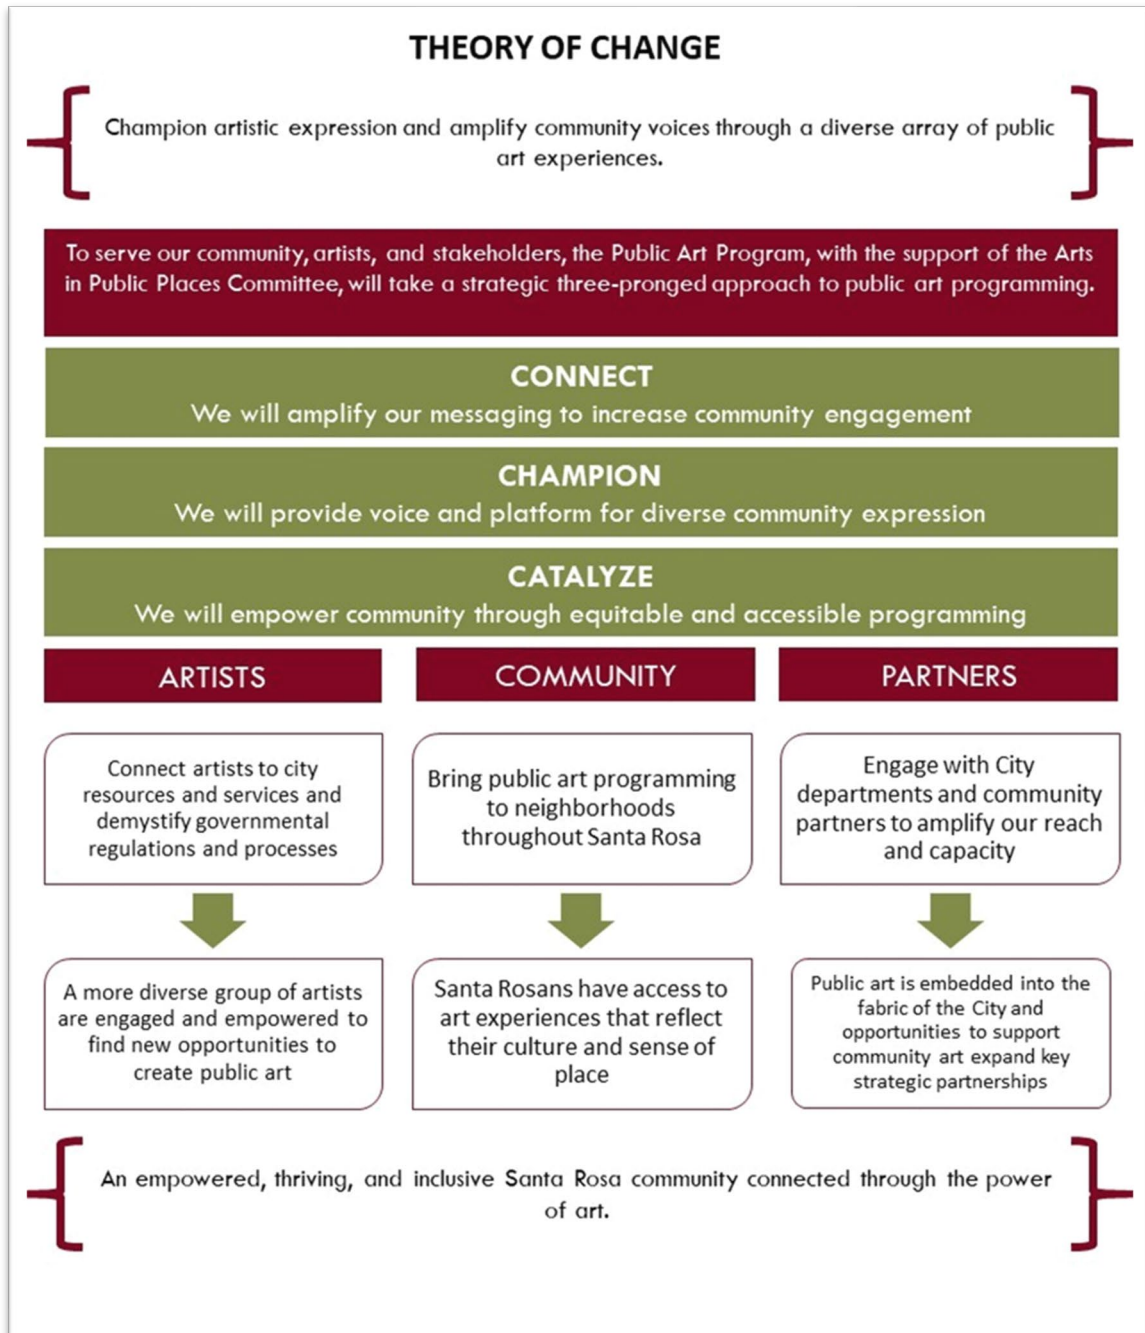 THEORY OF CHANGE
Champion artistic expression and amplify community voices through a diverse array of public
art experiences.
To serve our community, artists, and stakeholders, the Public Art Program, with the support of the Arts
in Public Places Committee, will take a strategic three-pronged approach to public art programming.
CONNECT
We will amplify our messaging to increase community engagement
CHAMPION
We will provide voice and platform for diverse community expression
CATALYZE
We will empower community through equitable and accessible programming
ARTISTS
COMMUNITY
PARTNERS
Connect artists to city
resources and services and
demystify governmental
regulations and processes
Bring public art programming
to neighborhoods
throughout Santa Rosa
Engage with City
departments and community
partners to amplify our reach
and capacity
A more diverse group of artists
are engaged and empowered to
find new opportunities to
create public art
Santa Rosans have access to
art experiences that reflect
their culture and sense of
place
Public art is embedded into the
fabric of the City and
opportunities to support
community art expand key
strategic partnerships
An empowered, thriving, and inclusive Santa Rosa community connected through the power
of art.